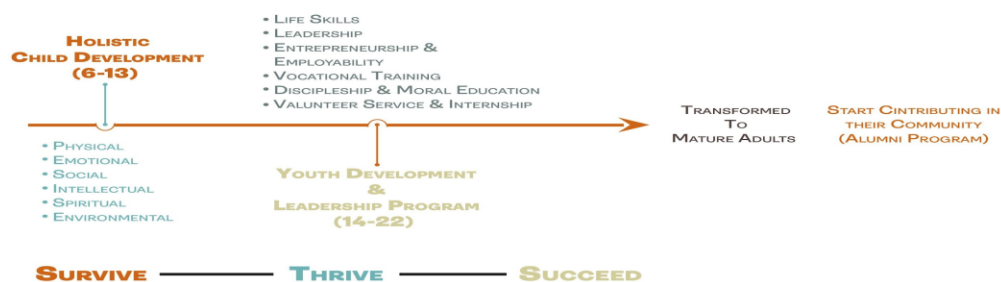 • Life Skills
• Leadership
• Entrepreneurship &
Employability
• Vocational Training
• Discipleship & Moral Education
• Valunteer Service & Internship
Holistic
Child Development
(6-13)
Transformed
To
Mature Adults
Start Cintributing in
their Community
(Alumni Program)
• Physical
• Emotional
• Social
• Intellectual
• Spiritual
• Environmental
Youth Development
&
Leadership Program
(14-22)
Survive Thrive Succeed